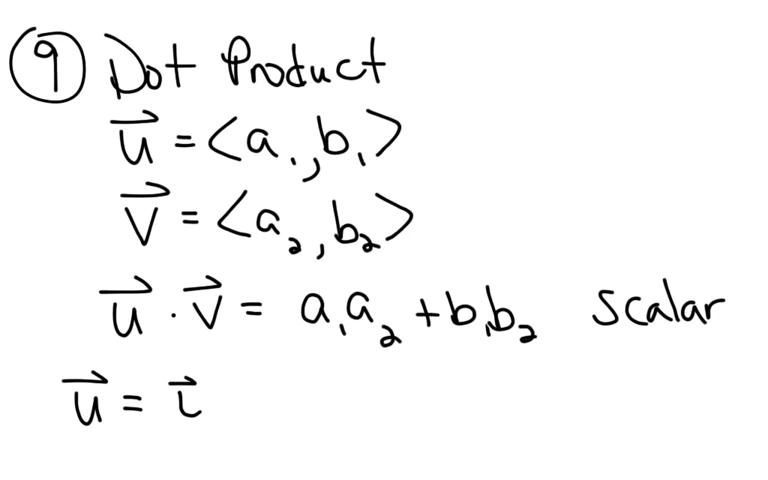 ⑨ Dot Product
u⃗ = <a₁, b₁>
v⃗ = <a₂, b₂>
u⃗ · v⃗ = a₁a₂ + b₁b₂ scalar
u⃗ = i⃗